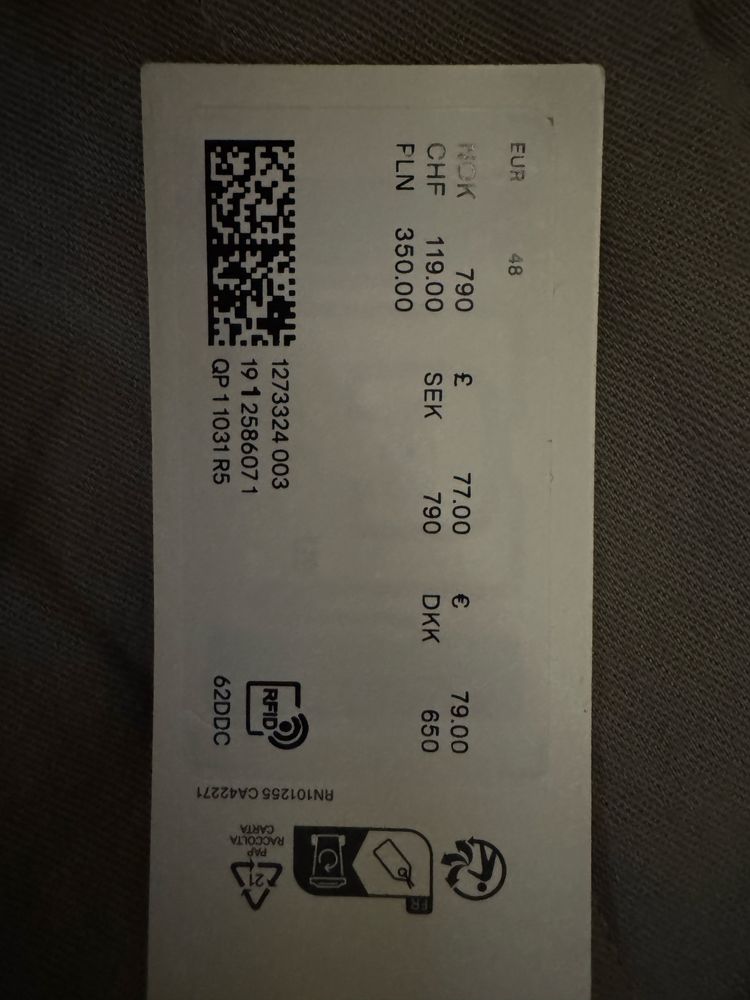 EUR 48
NOK 790 £ 77.00 € 79.00
CHF 119.00 SEK 790 DKK 650
PLN 350.00
1273324 003
19 1 2586071
QP 11031 R5
RFID
62DDC
RN101255 CA42271
FR
21
PAP
RACCOLTA
CARTA